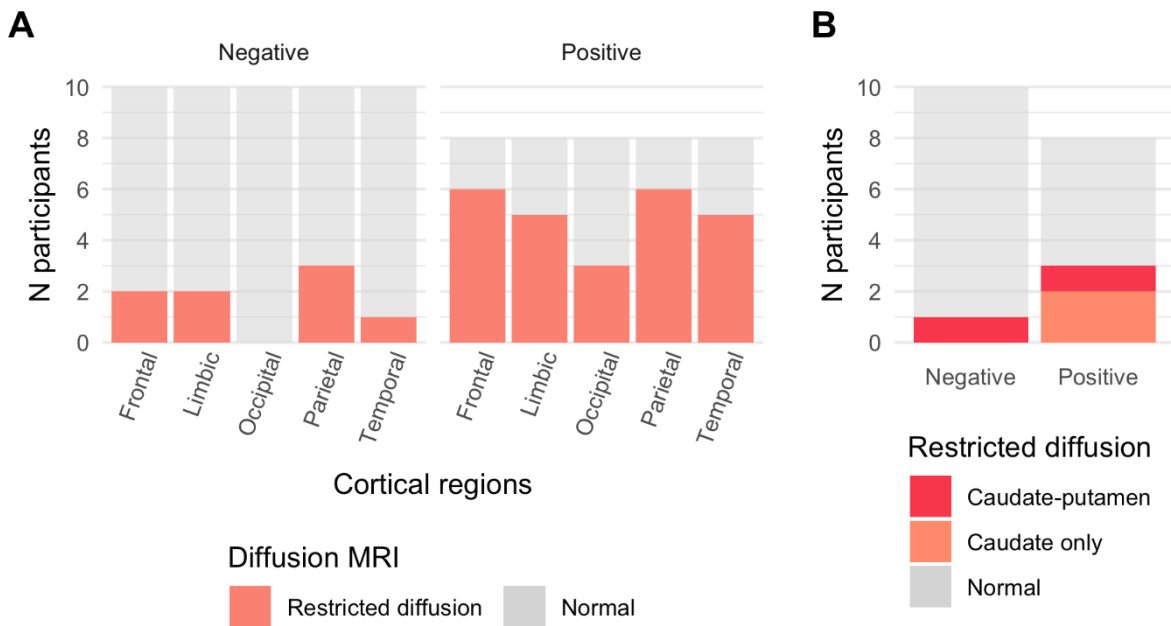 A
Negative
Positive
N participants
10
8
6
4
2
0
Frontal
Limbic
Occipital
Parietal
Temporal
Frontal
Limbic
Occipital
Parietal
Temporal
Cortical regions
Diffusion MRI
Restricted diffusion
Normal
B
N participants
10
8
6
4
2
0
Negative
Positive
Restricted diffusion
Caudate-putamen
Caudate only
Normal